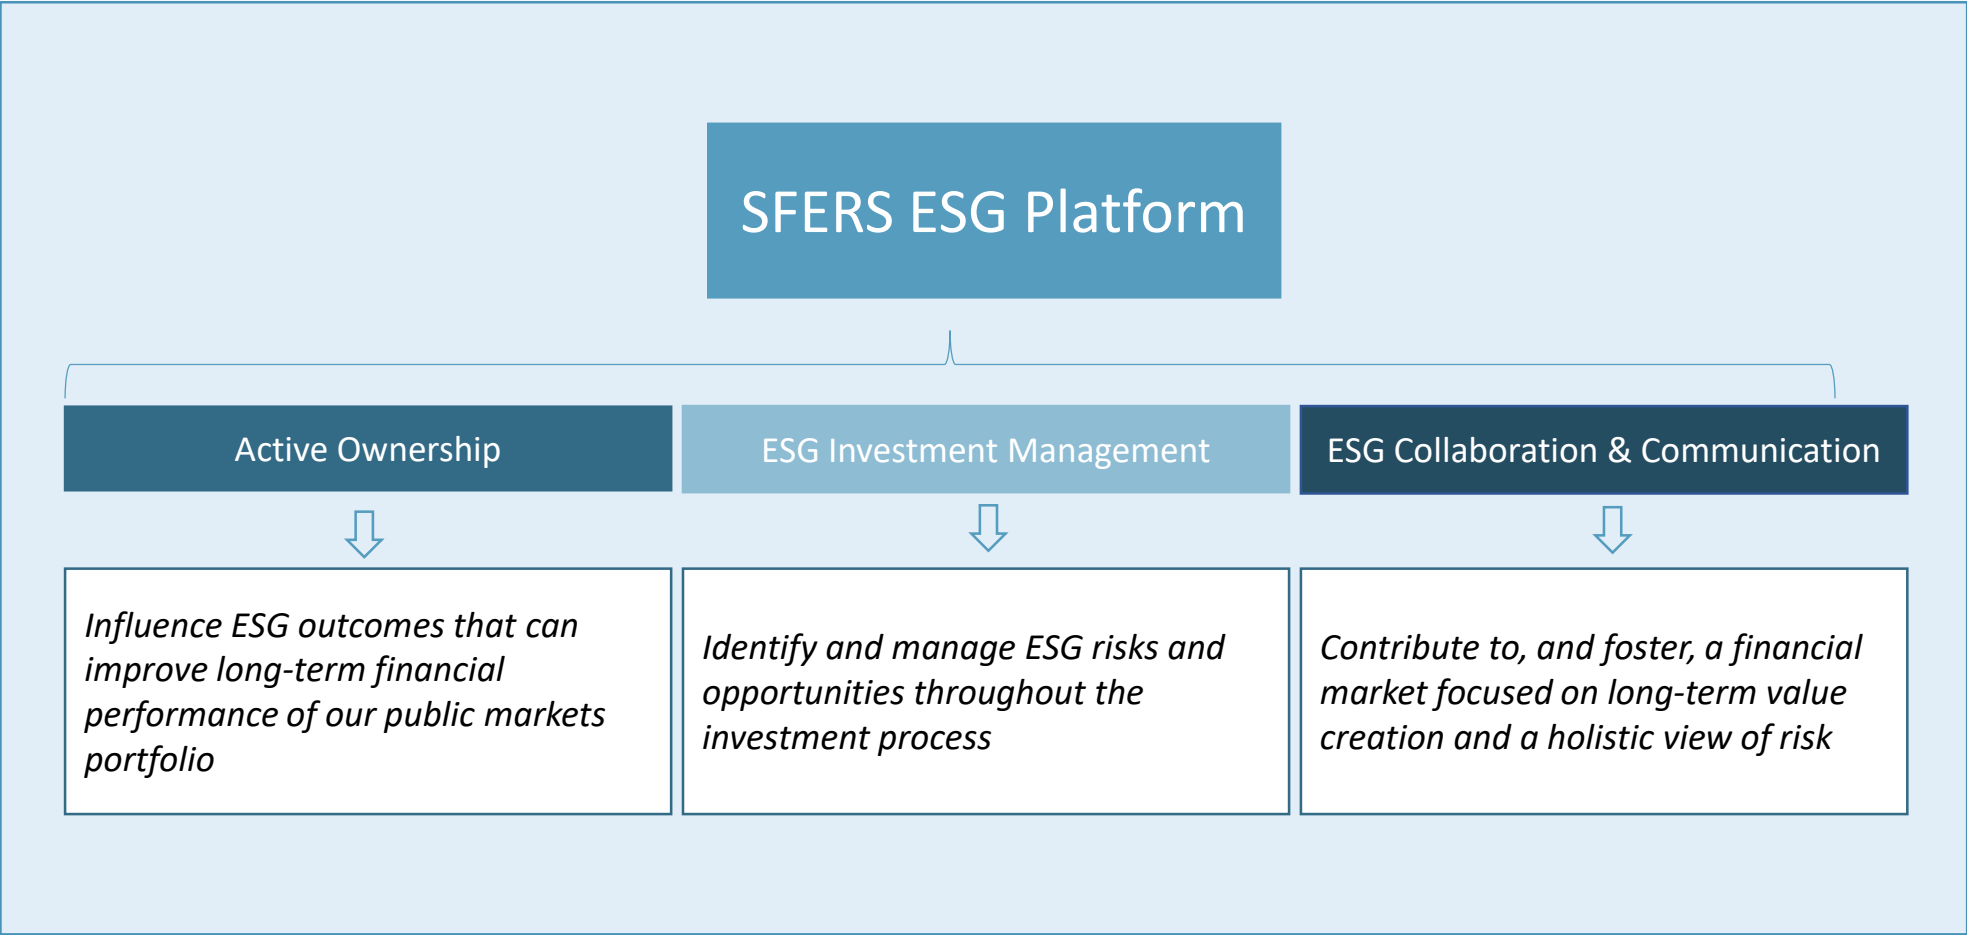 SFERS ESG Platform
Active Ownership
ESG Investment Management
ESG Collaboration & Communication
Influence ESG outcomes that can
improve long-term financial
performance of our public markets
portfolio
Identify and manage ESG risks and
opportunities throughout the
investment process
Contribute to, and foster, a financial
market focused on long-term value
creation and a holistic view of risk